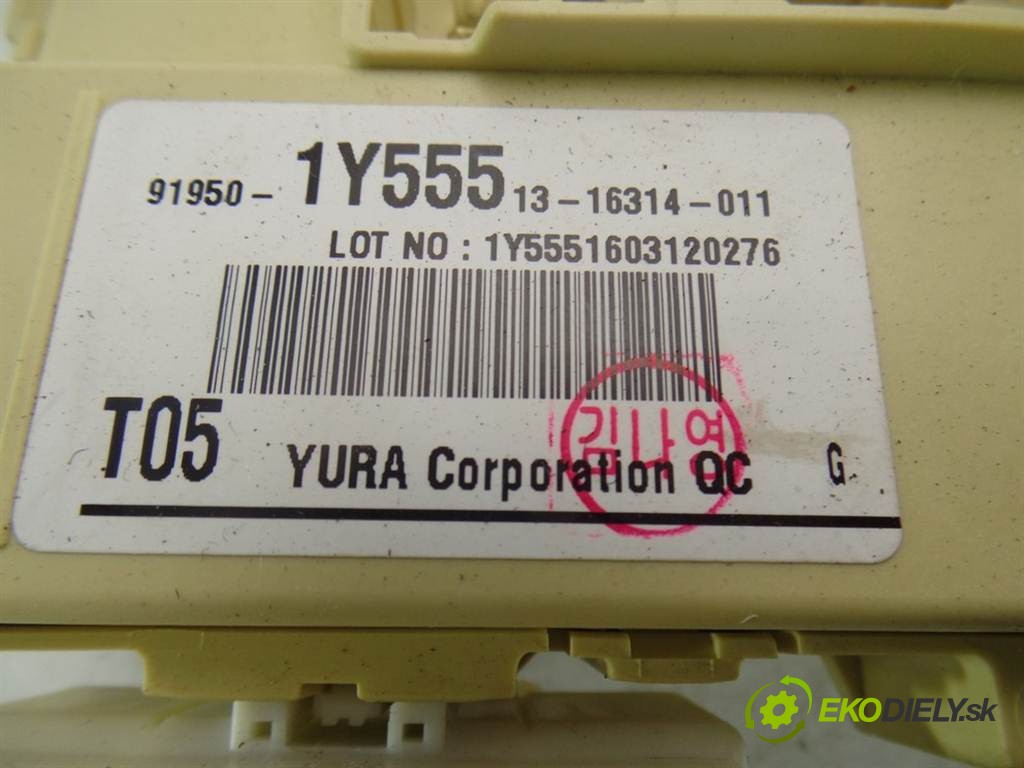 91950-1Y555 13-16314-011
LOT NO : 1Y5551603120276
T05 YURA Corporation QC G.
김나영
EKODIELY.sk